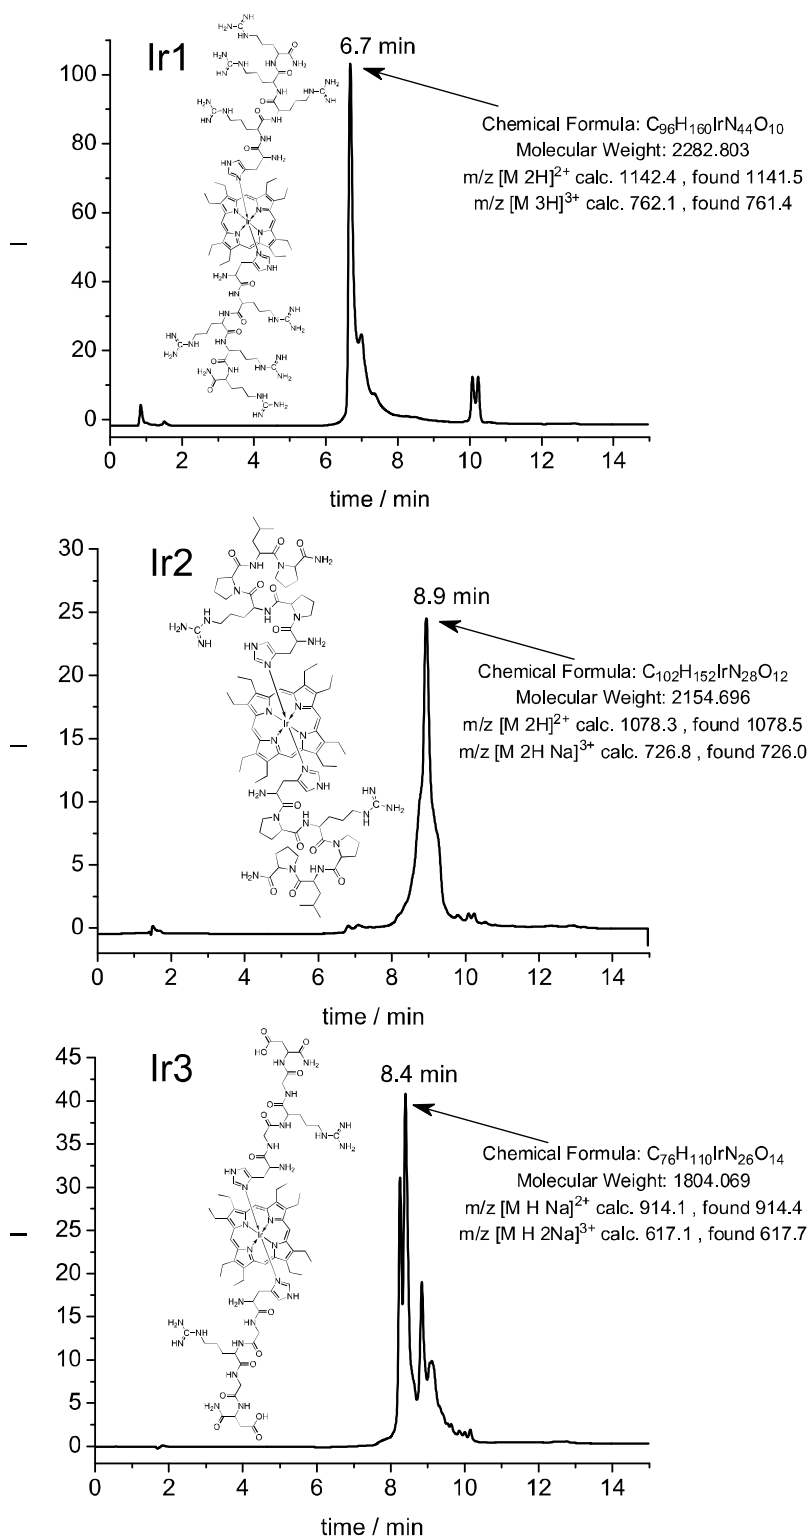 Ir1
6.7 min
Chemical Formula: C96H160IrN44O10
Molecular Weight: 2282.803
m/z [M 2H]2+ calc. 1142.4 , found 1141.5
m/z [M 3H]3+ calc. 762.1 , found 761.4
100
80
60
40
20
0
0 2 4 6 8 10 12 14
time / min
Ir2
8.9 min
Chemical Formula: C102H152IrN28O12
Molecular Weight: 2154.696
m/z [M 2H]2+ calc. 1078.3 , found 1078.5
m/z [M 2H Na]3+ calc. 726.8 , found 726.0
30
25
20
15
10
5
0
0 2 4 6 8 10 12 14
time / min
Ir3
8.4 min
Chemical Formula: C76H110IrN26O14
Molecular Weight: 1804.069
m/z [M H Na]2+ calc. 914.1 , found 914.4
m/z [M H 2Na]3+ calc. 617.1 , found 617.7
45
40
35
30
25
20
15
10
5
0
0 2 4 6 8 10 12 14
time / min